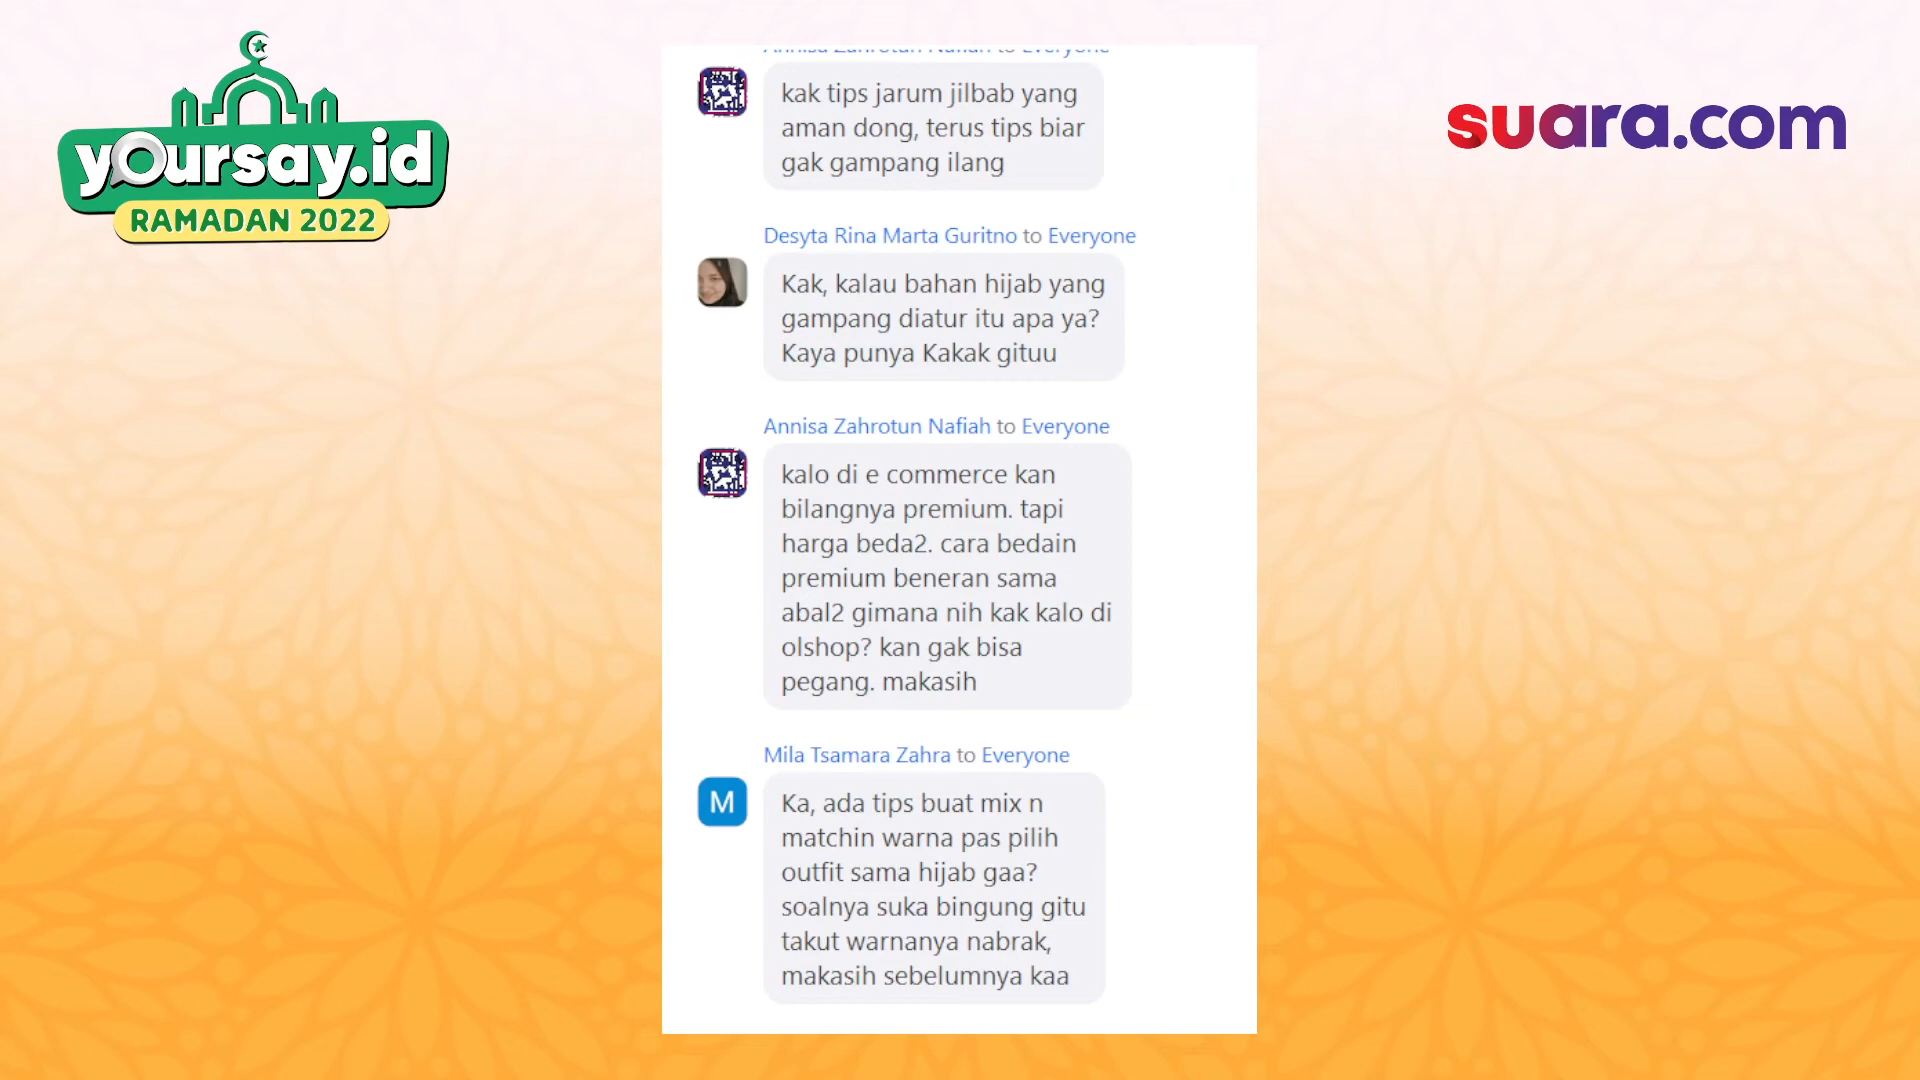 yoursay.id
RAMADAN 2022
suara.com
Annisa Zahrotun Nafiah to Everyone
kak tips jarum jilbab yang
aman dong, terus tips biar
gak gampang ilang
Desyta Rina Marta Guritno to Everyone
Kak, kalau bahan hijab yang
gampang diatur itu apa ya?
Kaya punya Kakak gituu
Annisa Zahrotun Nafiah to Everyone
kalo di e commerce kan
bilangnya premium. tapi
harga beda2. cara bedain
premium beneran sama
abal2 gimana nih kak kalo di
olshop? kan gak bisa
pegang. makasih
Mila Tsamara Zahra to Everyone
M
Ka, ada tips buat mix n
matchin warna pas pilih
outfit sama hijab gaa?
soalnya suka bingung gitu
takut warnanya nabrak,
makasih sebelumnya kaa